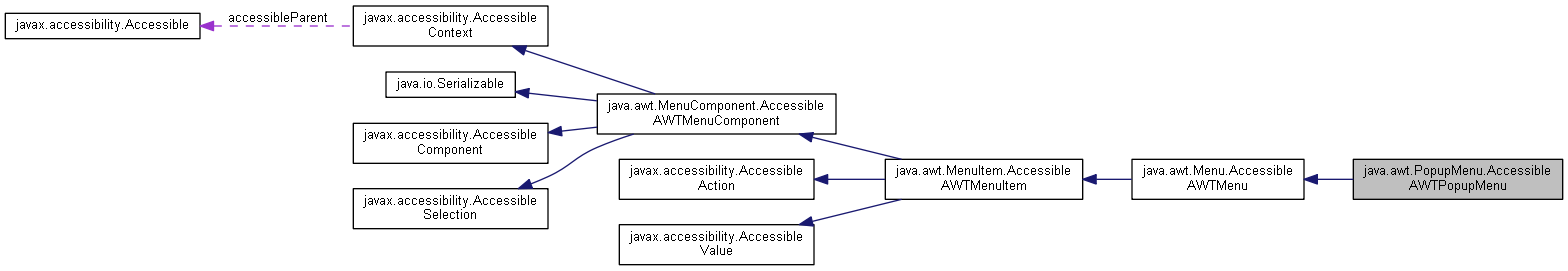 javax.accessibility.Accessible
accessibleParent
javax.accessibility.Accessible
Context
java.io.Serializable
javax.accessibility.Accessible
Component
javax.accessibility.Accessible
Selection
java.awt.MenuComponent.Accessible
AWTMenuComponent
javax.accessibility.Accessible
Action
javax.accessibility.Accessible
Value
java.awt.MenuItem.Accessible
AWTMenuItem
java.awt.Menu.Accessible
AWTMenu
java.awt.PopupMenu.Accessible
AWTPopupMenu